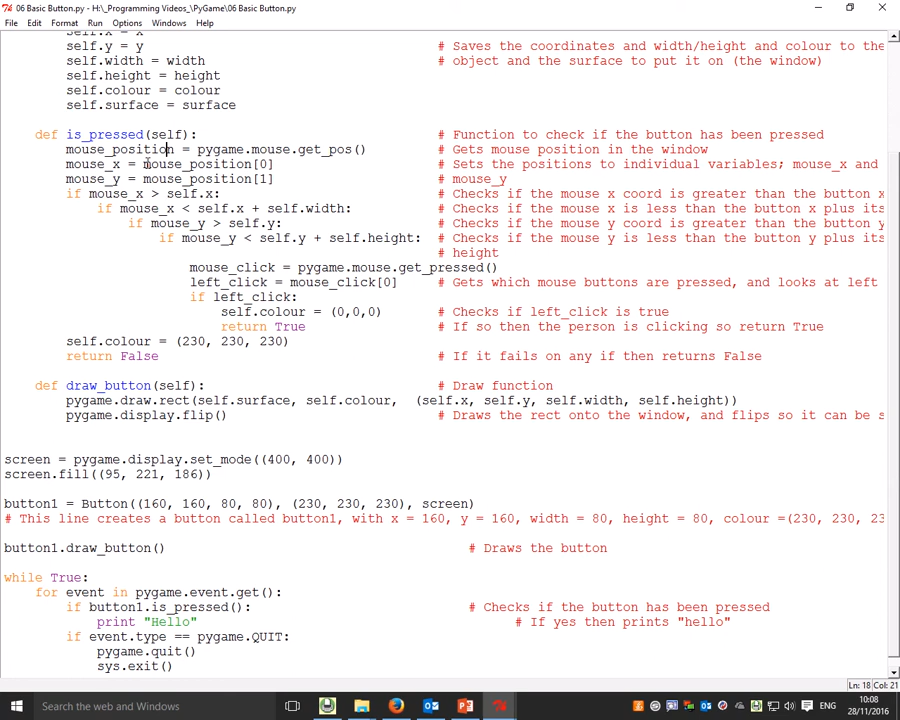 06 Basic Button.py - H:\_Programming Videos_\PyGame\06 Basic Button.py
File Edit Format Run Options Windows Help
self.x = x
self.y = y # Saves the coordinates and width/height and colour to the
self.width = width # object and the surface to put it on (the window)
self.height = height
self.colour = colour
self.surface = surface
def is_pressed(self): # Function to check if the button has been pressed
mouse_position = pygame.mouse.get_pos() # Gets mouse position in the window
mouse_x = mouse_position[0] # Sets the positions to individual variables; mouse_x and
mouse_y = mouse_position[1] # mouse_y
if mouse_x > self.x: # Checks if the mouse x coord is greater than the button x
if mouse_x < self.x + self.width: # Checks if the mouse x is less than the button x plus its
if mouse_y > self.y: # Checks if the mouse y coord is greater than the button y
if mouse_y < self.y + self.height: # Checks if the mouse y is less than the button y plus its
# height
mouse_click = pygame.mouse.get_pressed()
left_click = mouse_click[0] # Gets which mouse buttons are pressed, and looks at left
if left_click:
self.colour = (0,0,0) # Checks if left_click is true
return True # If so then the person is clicking so return True
self.colour = (230, 230, 230)
return False # If it fails on any if then returns False
def draw_button(self): # Draw function
pygame.draw.rect(self.surface, self.colour, (self.x, self.y, self.width, self.height))
pygame.display.flip() # Draws the rect onto the window, and flips so it can be s
screen = pygame.display.set_mode((400, 400))
screen.fill((95, 221, 186))
button1 = Button((160, 160, 80, 80), (230, 230, 230), screen)
# This line creates a button called button1, with x = 160, y = 160, width = 80, height = 80, colour =(230, 230, 23
button1.draw_button() # Draws the button
while True:
for event in pygame.event.get():
if button1.is_pressed(): # Checks if the button has been pressed
print "Hello" # If yes then prints "hello"
if event.type == pygame.QUIT:
pygame.quit()
sys.exit()
Ln: 18 Col: 21
Search the web and Windows
ENG
10:08
28/11/2016